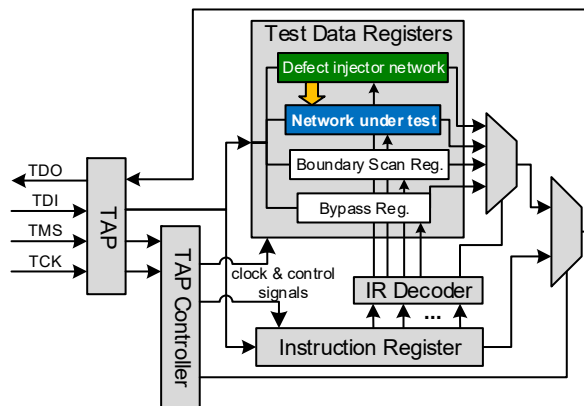 Test Data Registers
Defect injector network
Network under test
Boundary Scan Reg.
Bypass Reg.
TDO
TDI
TMS
TCK
TAP
TAP Controller
clock & control
signals
IR Decoder
...
Instruction Register